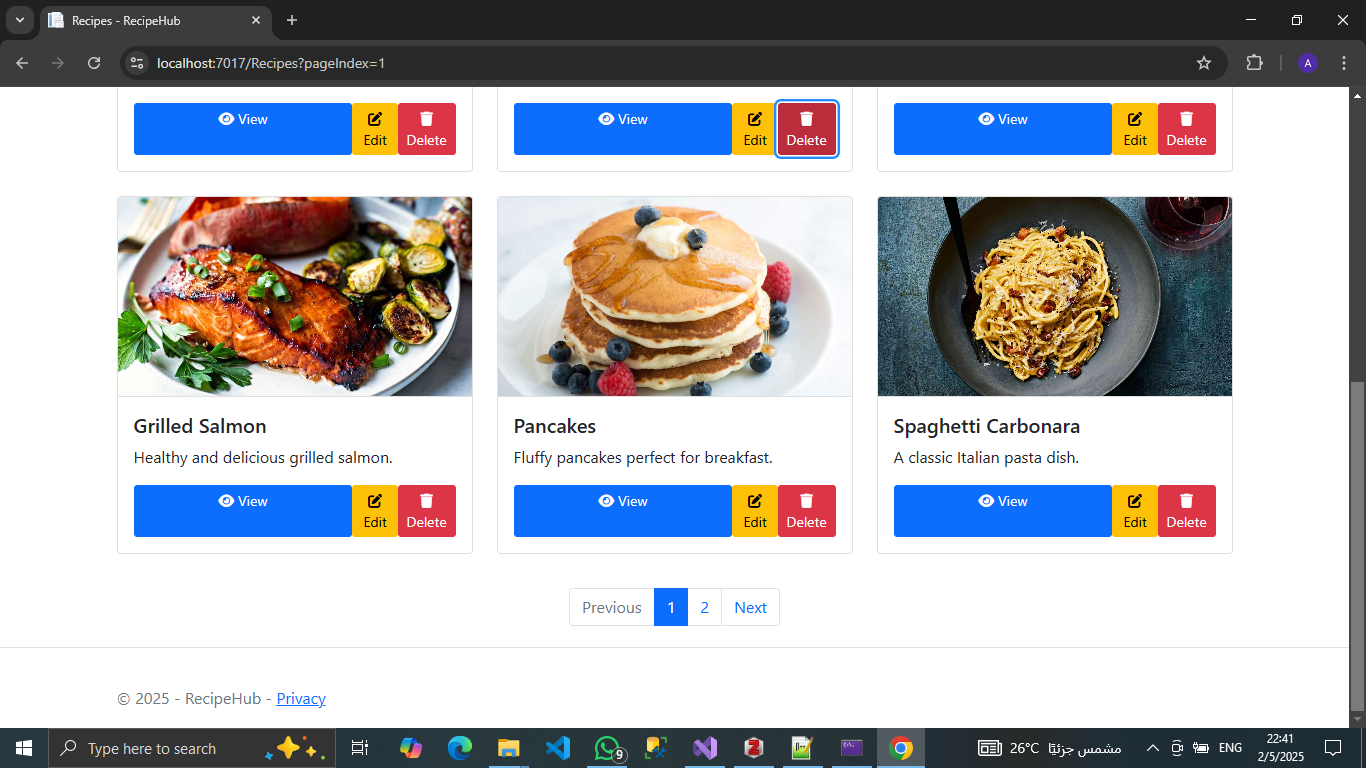 Recipes - RecipeHub
localhost:7017/Recipes?pageIndex=1
A
View Edit Delete View Edit Delete View Edit Delete
Grilled Salmon
Healthy and delicious grilled salmon.
View Edit Delete
Pancakes
Fluffy pancakes perfect for breakfast.
View Edit Delete
Spaghetti Carbonara
A classic Italian pasta dish.
View Edit Delete
Previous 1 2 Next
© 2025 - RecipeHub - Privacy
Type here to search
9
26°C مشمس جزئيًا
ENG
22:41
2/5/2025